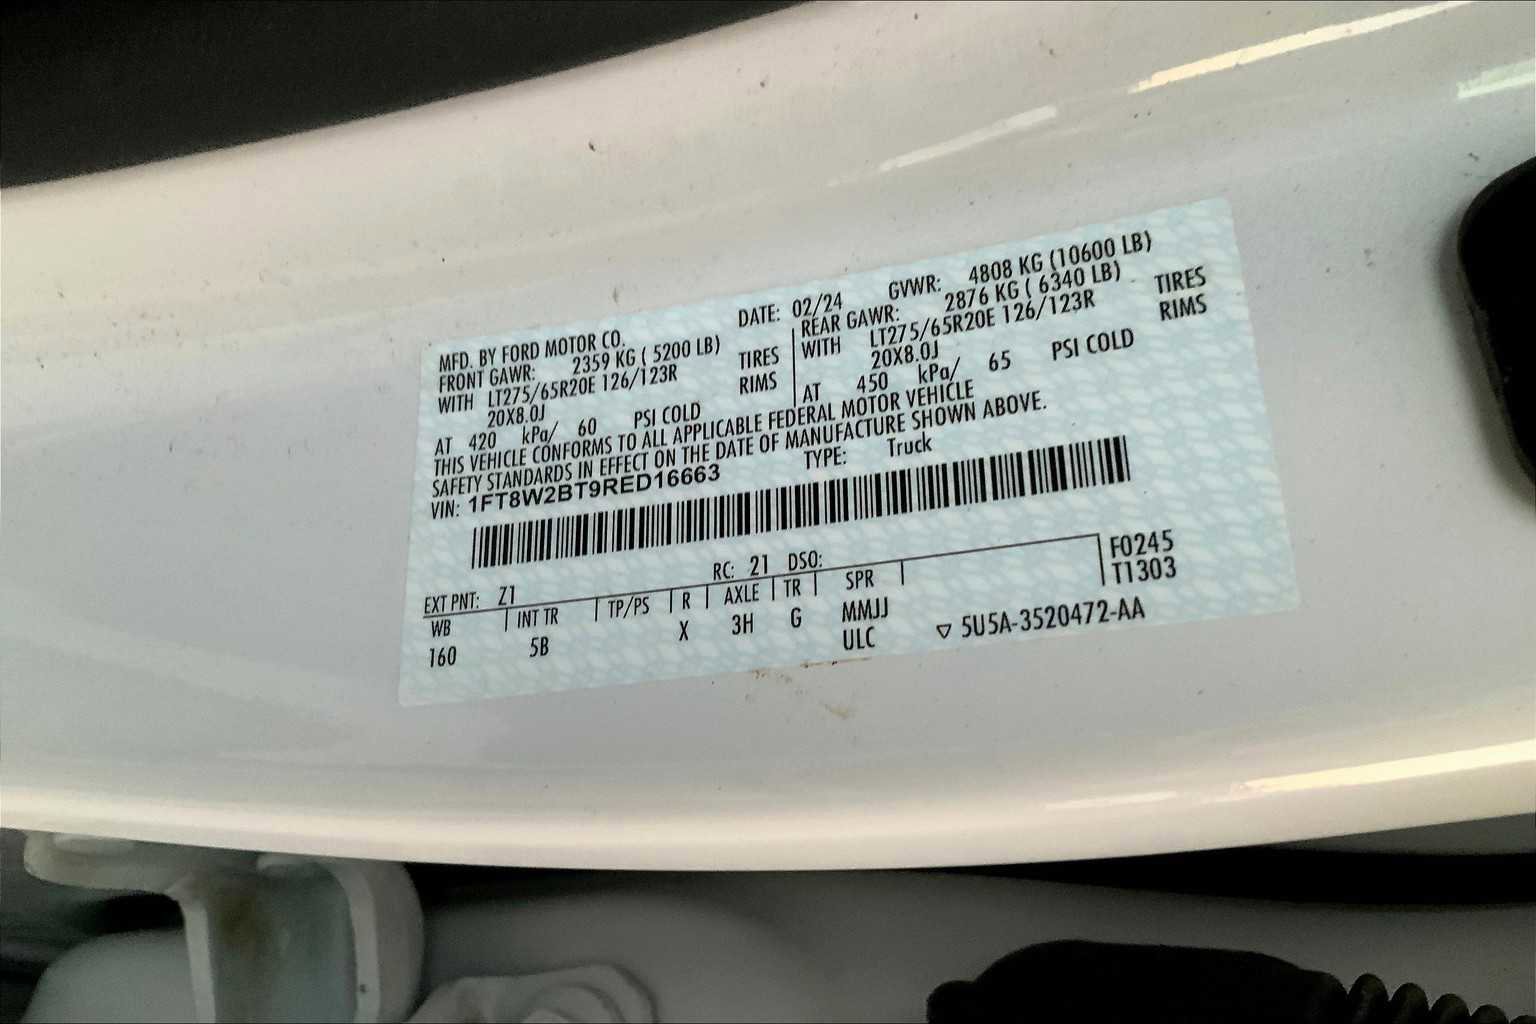 MFD. BY FORD MOTOR CO. DATE: 02/24 GVWR: 4808 KG (10600 LB)
FRONT GAWR: 2359 KG ( 5200 LB) REAR GAWR: 2876 KG ( 6340 LB)
WITH LT275/65R20E 126/123R TIRES WITH LT275/65R20E 126/123R TIRES
20X8.0J RIMS 20X8.0J RIMS
AT 420 kPa/ 60 PSI COLD AT 450 kPa/ 65 PSI COLD
THIS VEHICLE CONFORMS TO ALL APPLICABLE FEDERAL MOTOR VEHICLE
SAFETY STANDARDS IN EFFECT ON THE DATE OF MANUFACTURE SHOWN ABOVE.
VIN: 1FT8W2BT9RED16663 TYPE: Truck
F0245
EXT PNT: Z1 RC: 21 DSO: T1303
WB INT TR TP/PS R AXLE TR SPR
160 5B X 3H G MMJJ
ULC ▽ 5U5A-3520472-AA